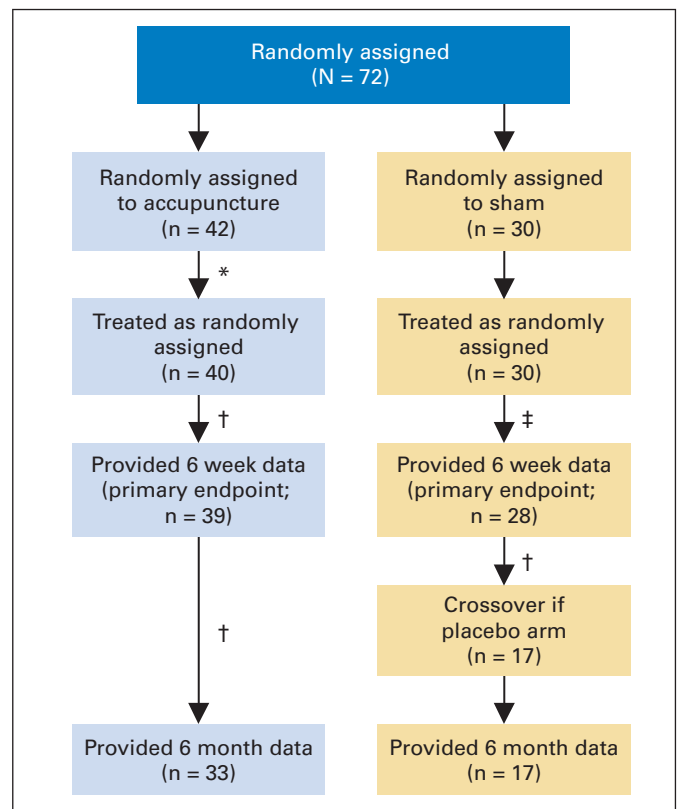 Randomly assigned
(N = 72)
Randomly assigned
to accupuncture
(n = 42)
Randomly assigned
to sham
(n = 30)
*
Treated as randomly
assigned
(n = 40)
Treated as randomly
assigned
(n = 30)
†
‡
Provided 6 week data
(primary endpoint;
n = 39)
Provided 6 week data
(primary endpoint;
n = 28)
†
†
Crossover if
placebo arm
(n = 17)
Provided 6 month data
(n = 33)
Provided 6 month data
(n = 17)